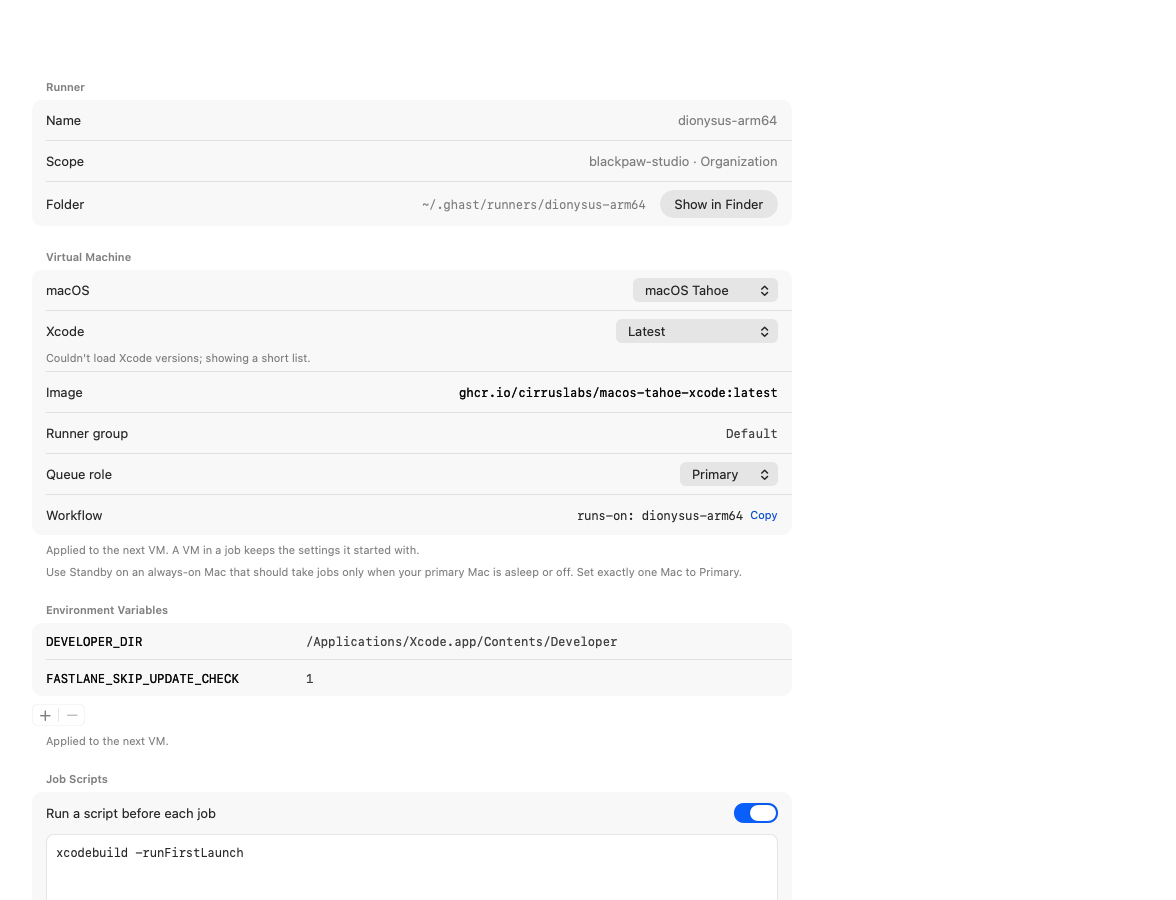 Runner
Name dionysus-arm64
Scope blackpaw-studio · Organization
Folder ~/.ghast/runners/dionysus-arm64 Show in Finder
Virtual Machine
macOS macOS Tahoe
Xcode Latest
Couldn't load Xcode versions; showing a short list.
Image ghcr.io/cirruslabs/macos-tahoe-xcode:latest
Runner group Default
Queue role Primary
Workflow runs-on: dionysus-arm64 Copy
Applied to the next VM. A VM in a job keeps the settings it started with.
Use Standby on an always-on Mac that should take jobs only when your primary Mac is asleep or off. Set exactly one Mac to Primary.
Environment Variables
DEVELOPER_DIR /Applications/Xcode.app/Contents/Developer
FASTLANE_SKIP_UPDATE_CHECK 1
Applied to the next VM.
Job Scripts
Run a script before each job
xcodebuild -runFirstLaunch